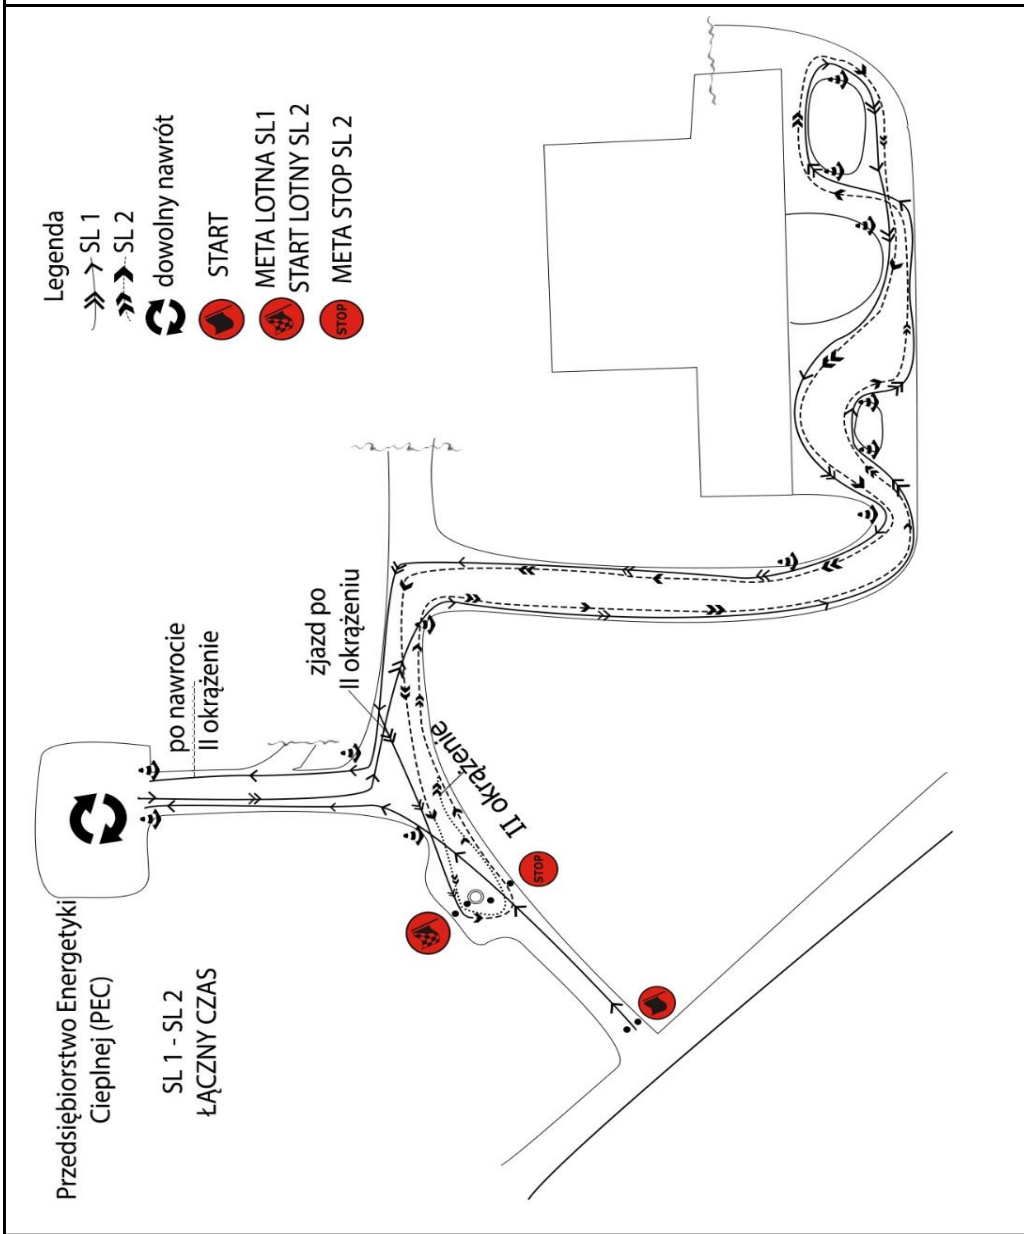 Legenda
SL 1
SL 2
dowolny nawrót
START
META LOTNA SL1
START LOTNY SL 2
STOP
META STOP SL 2
po nawrocie
II okrążenie
zjazd po
II okrążeniu
II okrążenie
STOP
Przedsiębiorstwo Energetyki
Cieplnej (PEC)
SL 1 - SL 2
ŁĄCZNY CZAS